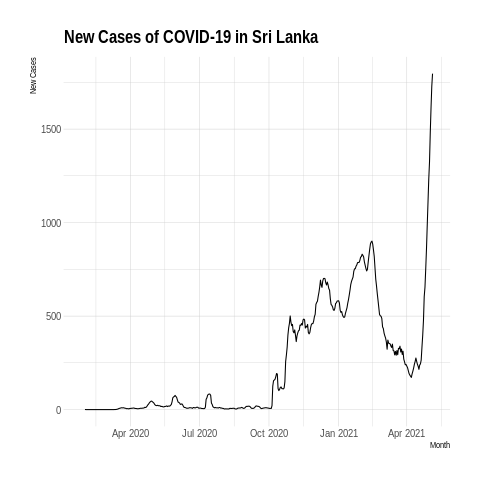 New Cases of COVID-19 in Sri Lanka
New Cases
1500
1000
500
0
Apr 2020 Jul 2020 Oct 2020 Jan 2021 Apr 2021
Month